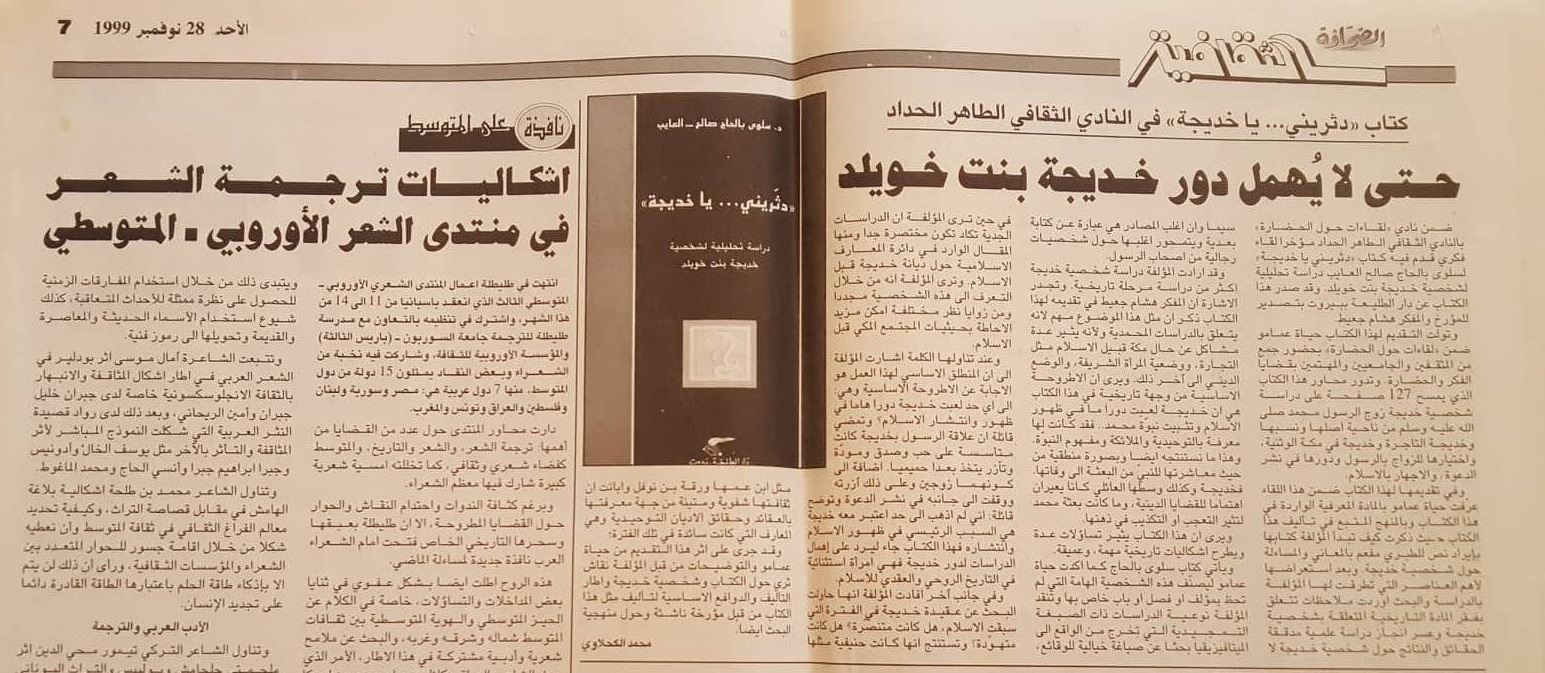 الصحافة
الثقافية
الأحد 28 نوفمبر 1999
7
كتاب «دثريني... يا خديجة» في النادي الثقافي الطاهر الحداد
حتى لا يُهمل دور خديجة بنت خويلد
ضمن نادي «لقاءات حول الحضارة»
بالنادي الثقافي الطاهر الحداد مؤخرا لقاء
فكري قدم فيه كتاب «دثريني يا خديجة»
لسلوى بالحاج صالح العايب دراسة تحليلية
لشخصية خديجة بنت خويلد. وقد صدر هذا
الكتاب عن دار الطليعة ببيروت بتصدير
للمؤرخ والمفكر هشام جعيط
وتولت التقديم لهذا الكتاب حياة عمامو
ضمن «لقاءات حول الحضارة» بحضور جمع
من المثقفين والجامعيين والمهتمين بقضايا
الفكر والحضارة. وتدور محاور هذا الكتاب
الذي يمسح 127 صفحة على دراسة
شخصية خديجة زوج الرسول محمد صلى
الله عليه وسلم من ناحية اصلها ونسبها
وخديجة التاجرة وخديجة في مكة الوثنية،
واختيارها للزواج بالرسول ودورها في نشر
الدعوة، والاجهار بالاسلام.
وفي تقديمها لهذا الكتاب ضمن هذا اللقاء
عرفت حياة عمامو بالمادة المعرفية الواردة في
هذا الكتاب وبالمنهج المتبع في تأليف هذا
الكتاب حيث ذكرت كيف تبدأ المؤلفة كتابها
بإيراد نص للطبري مفعم بالمعاني والمساءلة
حول شخصية خديجة. وبعد استعراضها
لأهم العناصر التي تطرقت لها المؤلفة
بالدراسة والبحث أوردت ملاحظات تتعلق
بفقر المادة التاريخية المتعلقة بشخصية
خديجة وعسر انجاز دراسة علمية مدققة
الحقائق والنتائج حول شخصية خديجة لا
سيما وان اغلب المصادر هي عبارة عن كتابة
بعدية ويتمحور اغلبها حول شخصيات
رجالية من اصحاب الرسول.
وقد ارادت المؤلفة دراسة شخصية خديجة
اكثر من دراسة مرحلة تاريخية. وتجدر
الاشارة ان المفكر هشام جعيط في تقديمه لهذا
الكتاب ذكر ان مثل هذا الموضوع مهم لانه
يتعلق بالدراسات المحمدية ولأنه يثير عدة
مشاكل عن حال مكة قبل الاسلام مثل
التجارة، ووضعية المرأة الشريفة، والوضع
الديني الى آخر ذلك. ويرى ان الاطروحة
الأساسية من وجهة تاريخية في هذا الكتاب
هي ان خديجة لعبت دورا ما في ظهور
الاسلام وتثبيت نبوة محمد. فقد كانت لها
معرفة بالتوحيدية والملائكة ومفهوم النبوة.
وهذا ما نستنتجه ايضا وبصورة منطقية من
حيث معاشرتها للنبيّ من البعثة الى وفاتها.
فخديجة وكذلك وسطها العائلي كانا يعيران
اهتماما للقضايا الدينية، وما كانت بعثة محمد
لتثير التعجب أو التكذيب في ذهنها.
ويرى ان هذا الكتاب يثير تساؤلات عدة
ويطرح اشكاليات تاريخية مهمة، وعميقة.
ويأتي كتاب سلوى بالحاج كما اكدت حياة
عمامو ليصنّف هذه الشخصية الهامة التي لم
تحظ بمؤلف او فصل او باب خاص بها وتنقد
المؤلفة نوعية الدراسات ذات الصفة
التمجيدية التي تخرج من الواقع الى
الميتافيزيقيا بحثا عن صياغة خيالية للوقائع،
في حين ترى المؤلفة ان الدراسات
الجدية تكاد تكون مختصرة جدا ومنها
المقال الوارد في دائرة المعارف
الاسلامية حول ديانة خديجة قبل
الاسلام. وترى المؤلفة انه من خلال
التعرف الى هذه الشخصية مجددا
ومن زوايا نظر مختلفة امكن مزيد
الاحاطة بحيثيات المجتمع المكي قبل
الاسلام.
وعند تناولها الكلمة اشارت المؤلفة
الى ان المنطلق الاساسي لهذا العمل هو
الاجابة عن الاطروحة الاساسية وهي
الى أي حد لعبت خديجة دورا هاما في
ظهور وانتشار الاسلام؟ وتمضي
قائلة ان علاقة الرسول بخديجة كانت
متأسسة على حب وصدق ومودّة
وتآزر يتخذ بعدا حميميا. اضافة الى
كونهما زوجين وعلى ذلك آزرته
ووقفت الى جانبه في نشر الدعوة وتوضح
قائلة: اني لم اذهب الى حد اعتبر معه خديجة
هي السبب الرئيسي في ظهور الاسلام
وانتشاره فهذا الكتاب جاء ليرد على إهمال
الدراسات لدور خديجة فهي امرأة استثنائية
في التاريخ الروحي والعقدي للاسلام.
وفي جانب آخر أفادت المؤلفة انها حاولت
البحث عن عقيدة خديجة في الفترة التي
سبقت الاسلام، هل كانت متنصرة؟ هل كانت
متهودة؟ وتستنتج انها كانت حنيفية مثلها
د. سلوى بالحاج صالح - العايب
«دثّريني... يا خديجة»
دراسة تحليلية لشخصية
خديجة بنت خويلد
دار الطليعة - بيروت
مثل ابن عمها ورقة بن نوفل وابانت ان
ثقافتها شفوية ومتينة من جهة معرفتها
بالعقائد وحقائق الاديان التوحيدية وهي
المعارف التي كانت سائدة في تلك الفترة؟
وقد جرى على اثر هذا التقديم من حياة
عمامو والتوضيحات من قبل المؤلفة نقاش
ثري حول الكتاب وشخصية خديجة واطار
التأليف والدوافع الاساسية لتأليف مثل هذا
الكتاب من قبل مؤرخة ناشئة وحول منهجية
البحث ايضا.
محمد الكحلاوي
نافذة على المتوسط
اشكاليات ترجمة الشعر
في منتدى الشعر الأوروبي - المتوسطي
انتهت في طليطلة اعمال المنتدى الشعري الأوروبي -
المتوسطي الثالث الذي انعقد باسبانيا من 11 إلى 14 من
هذا الشهر، واشترك في تنظيمه بالتعاون مع مدرسة
طليطلة للترجمة جامعة السوربون - (باريس الثالثة)
والمؤسسة الأوروبية للثقافة، وشاركت فيه نخبة من
الشعراء وبعض النقاد يمثلون 15 دولة من دول
المتوسط، منها 7 دول عربية هي: مصر وسورية ولبنان
وفلسطين والعراق وتونس والمغرب.
دارت محاور المنتدى حول عدد من القضايا من
أهمها: ترجمة الشعر، والشعر والتاريخ، والمتوسط
كفضاء شعري وثقافي، كما تخللته امسية شعرية
كبيرة شارك فيها معظم الشعراء.
وبرغم كثافة الندوات واحتدام النقاش والحوار
حول القضايا المطروحة، الا ان طليطلة بعبقها
وسحرها التاريخي الخاص فتحت امام الشعراء
العرب نافذة جديدة لمساءلة الماضي.
هذه الروح اطلت ايضا بشكل عفوي في ثنايا
بعض المداخلات والتساؤلات، خاصة في الكلام عن
الحيز المتوسطي والهوية المتوسطية بين ثقافات
المتوسط شماله وشرقه وغربه، والبحث عن ملامح
شعرية وأدبية مشتركة في هذا الاطار، الأمر الذي
ويتبدى ذلك من خلال استخدام المفارقات الزمنية
للحصول على نظرة ممثلة للأحداث المتعاقبة، كذلك
شيوع استخدام الأسماء الحديثة والمعاصرة
والقديمة وتحويلها الى رموز فنية.
وتتبعت الشاعرة آمال موسى اثر بودلير في
الشعر العربي في اطار اشكال المثاقفة والانبهار
بالثقافة الانجلوسكسونية خاصة لدى جبران خليل
جبران وأمين الريحاني، وبعد ذلك لدى رواد قصيدة
النثر العربية التي شكلت النموذج المباشر لأثر
المثاقفة والتأثر بالآخر مثل يوسف الخال وأدونيس
وجبرا ابراهيم جبرا وأنسي الحاج ومحمد الماغوط.
وتناول الشاعر محمد بن طلحة اشكالية بلاغة
الهامش في مقابل قصاصة التراث، وكيفية تحديد
معالم الفراغ الثقافي في ثقافة المتوسط وان نعطيه
شكلا من خلال اقامة جسور للحوار المتعدد بين
الشعراء والمؤسسات الثقافية، ورأى ان ذلك لن يتم
الا بإذكاء طاقة الحلم باعتبارها الطاقة القادرة دائما
على تجديد الإنسان.
الأدب العربي والترجمة
وتناول الشاعر التركي تيمور محي الدين اثر